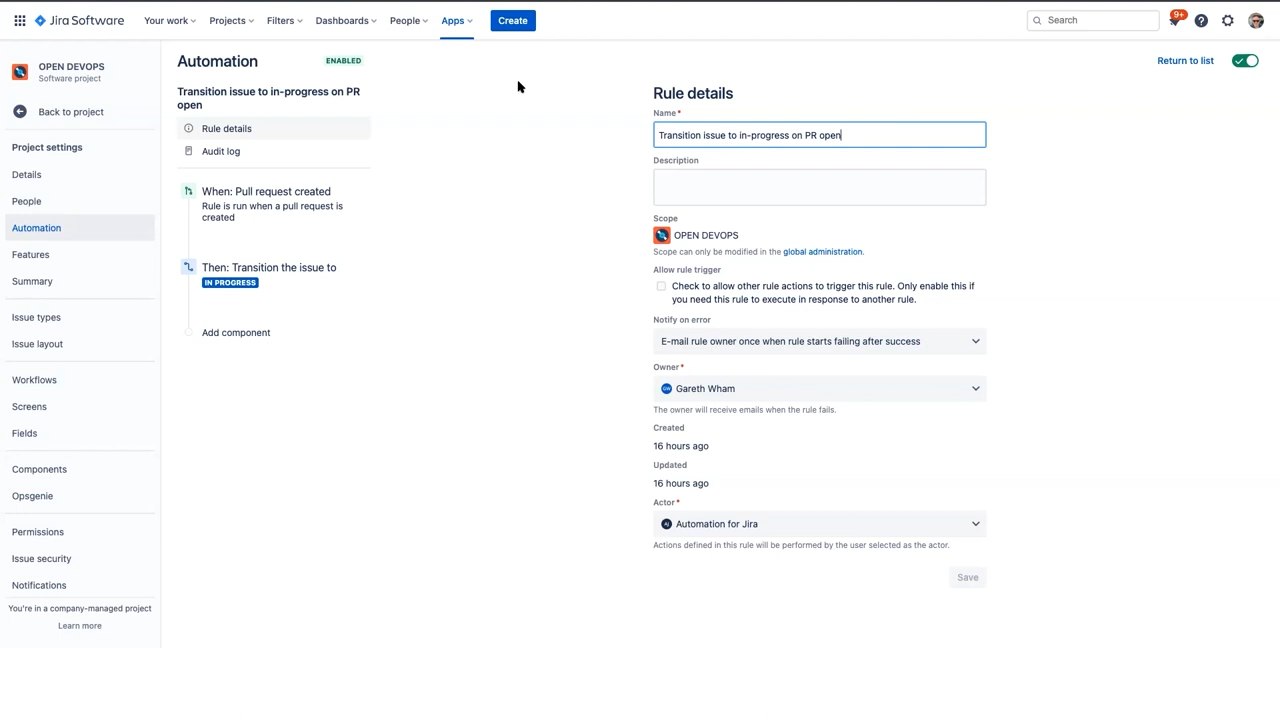 Jira Software
Your work
Projects
Filters
Dashboards
People
Apps
Create
Search
9+
OPEN DEVOPS
Software project
Back to project
Project settings
Details
People
Automation
Features
Summary
Issue types
Issue layout
Workflows
Screens
Fields
Components
Opsgenie
Permissions
Issue security
Notifications
You're in a company-managed project
Learn more
Automation
ENABLED
Return to list
Transition issue to in-progress on PR
open
Rule details
Audit log
When: Pull request created
Rule is run when a pull request is
created
Then: Transition the issue to
IN PROGRESS
Add component
Rule details
Name*
Transition issue to in-progress on PR open
Description
Scope
OPEN DEVOPS
Scope can only be modified in the global administration.
Allow rule trigger
Check to allow other rule actions to trigger this rule. Only enable this if
you need this rule to execute in response to another rule.
Notify on error
E-mail rule owner once when rule starts failing after success
Owner*
GW Gareth Wham
The owner will receive emails when the rule fails.
Created
16 hours ago
Updated
16 hours ago
Actor*
Automation for Jira
Actions defined in this rule will be performed by the user selected as the actor.
Save